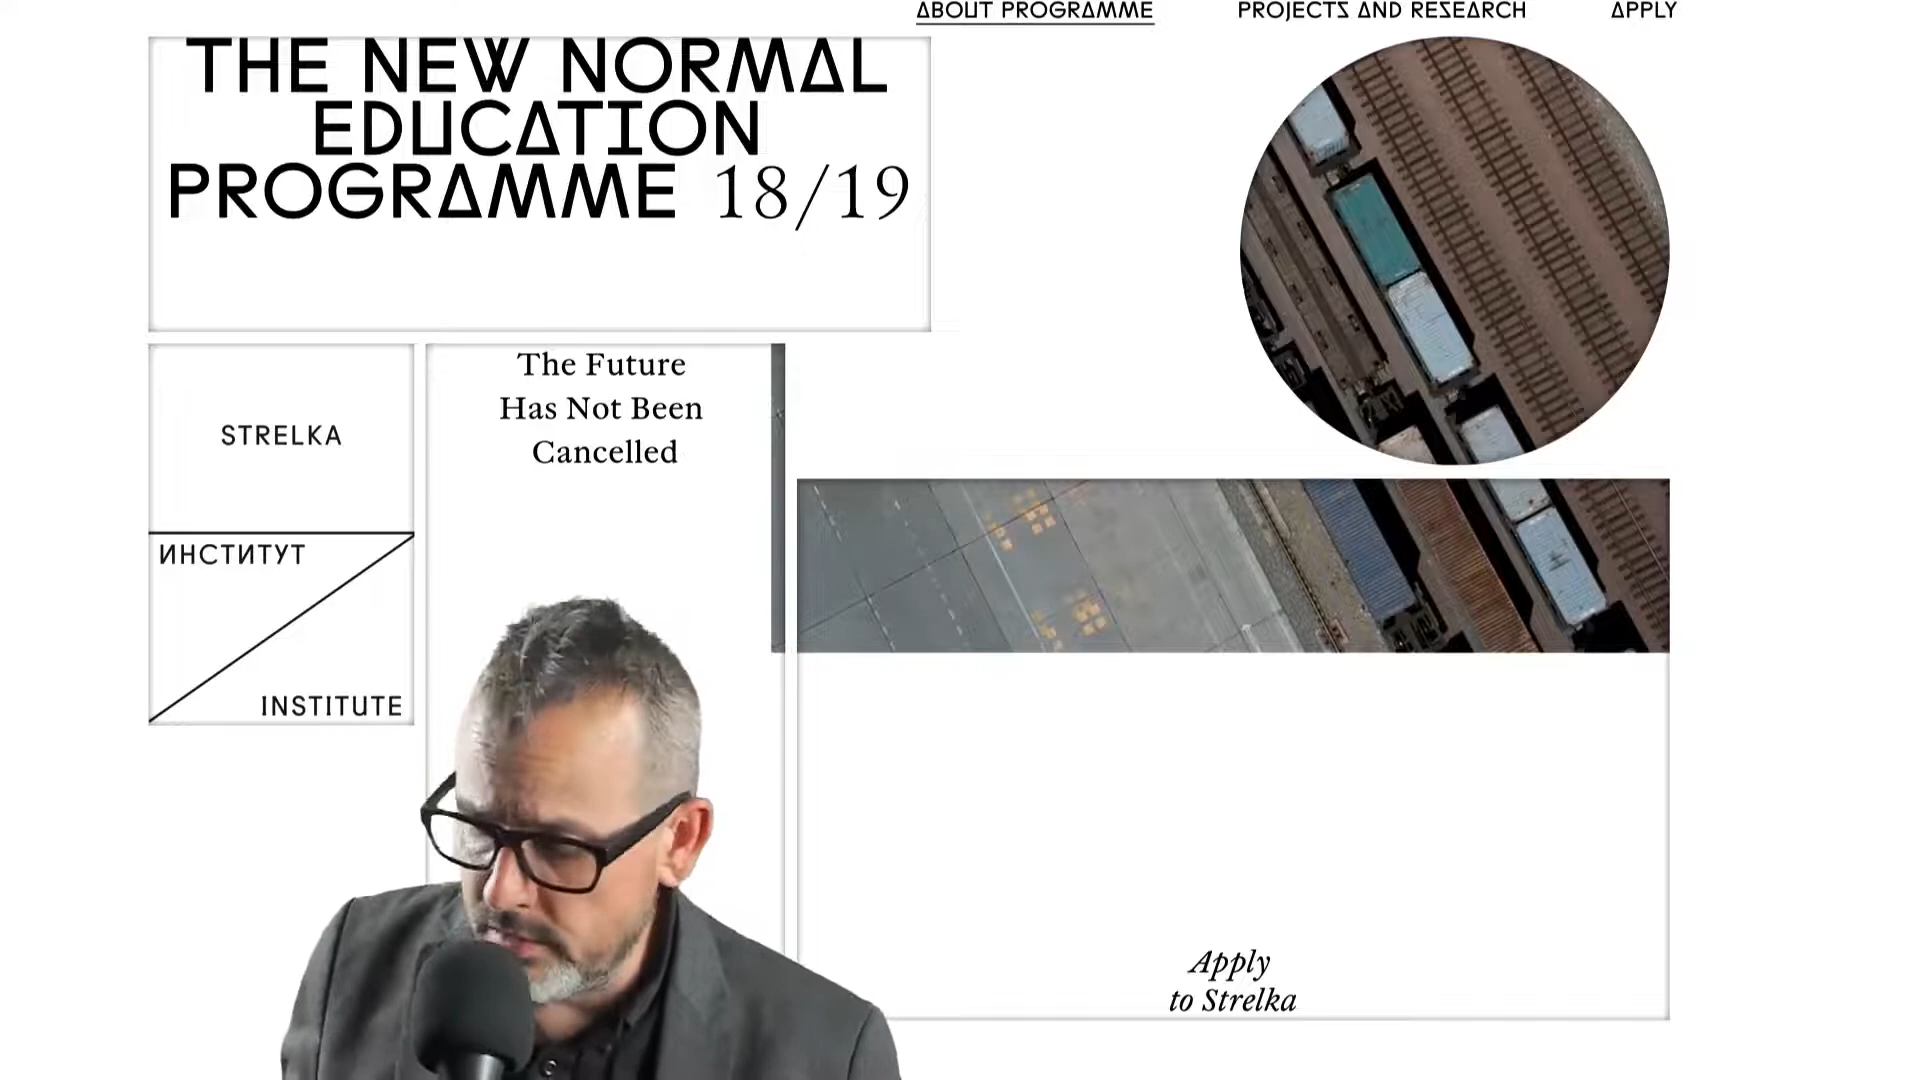 ABOUT PROGRAMME
PROJECTS AND RESEARCH
APPLY
THE NEW NORMAL
EDUCATION
PROGRAMME 18/19
STRELKA
ИНСТИТУТ
INSTITUTE
The Future
Has Not Been
Cancelled
Apply
to Strelka